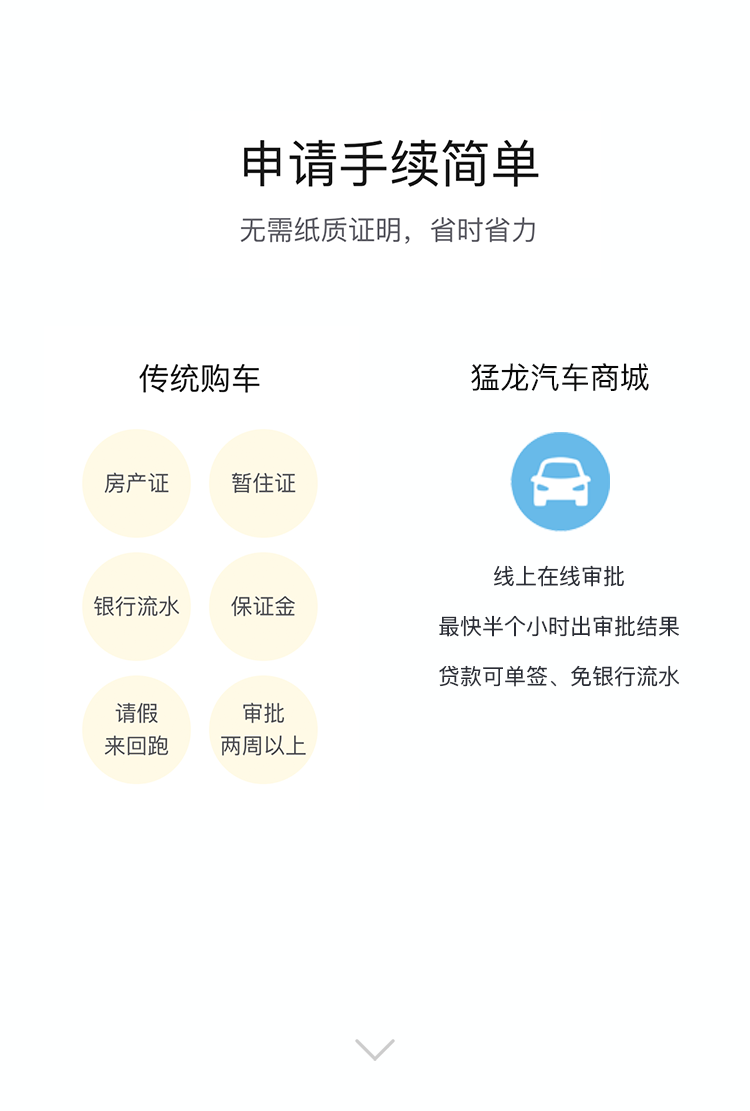 申请手续简单
无需纸质证明，省时省力
传统购车
房产证
暂住证
银行流水
保证金
请假
来回跑
审批
两周以上
猛龙汽车商城
线上在线审批
最快半个小时出审批结果
贷款可单签、免银行流水